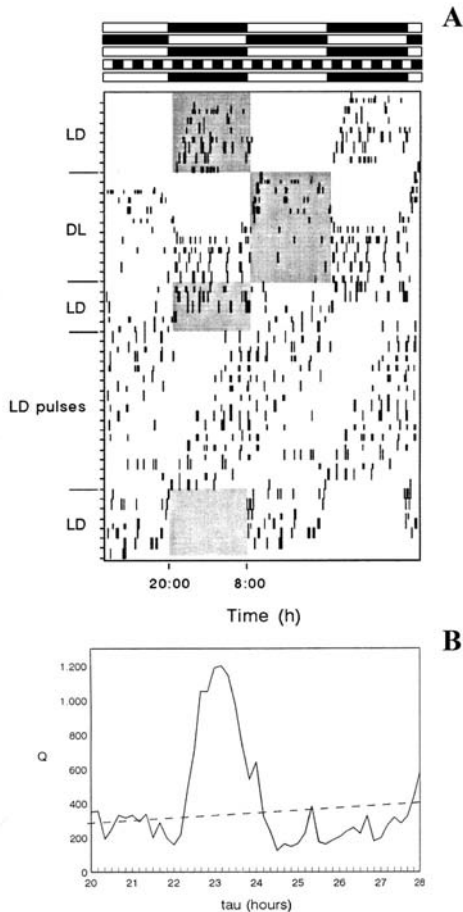 A
LD
DL
LD
LD pulses
LD
20:00 8:00
Time (h)
B
1.200
1.000
800
600
400
200
0
Q
20 21 22 23 24 25 26 27 28
tau (hours)